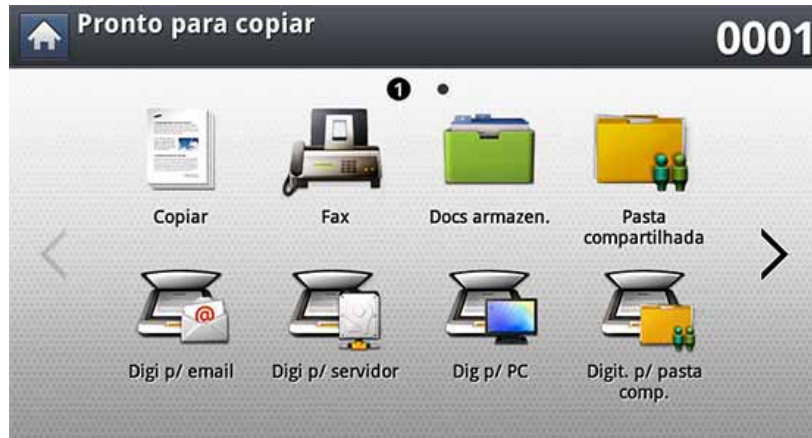 Pronto para copiar
0001
1
Copiar
Fax
Docs armazen.
Pasta
compartilhada
Digi p/ email
Digi p/ servidor
Dig p/ PC
Digit. p/ pasta
comp.